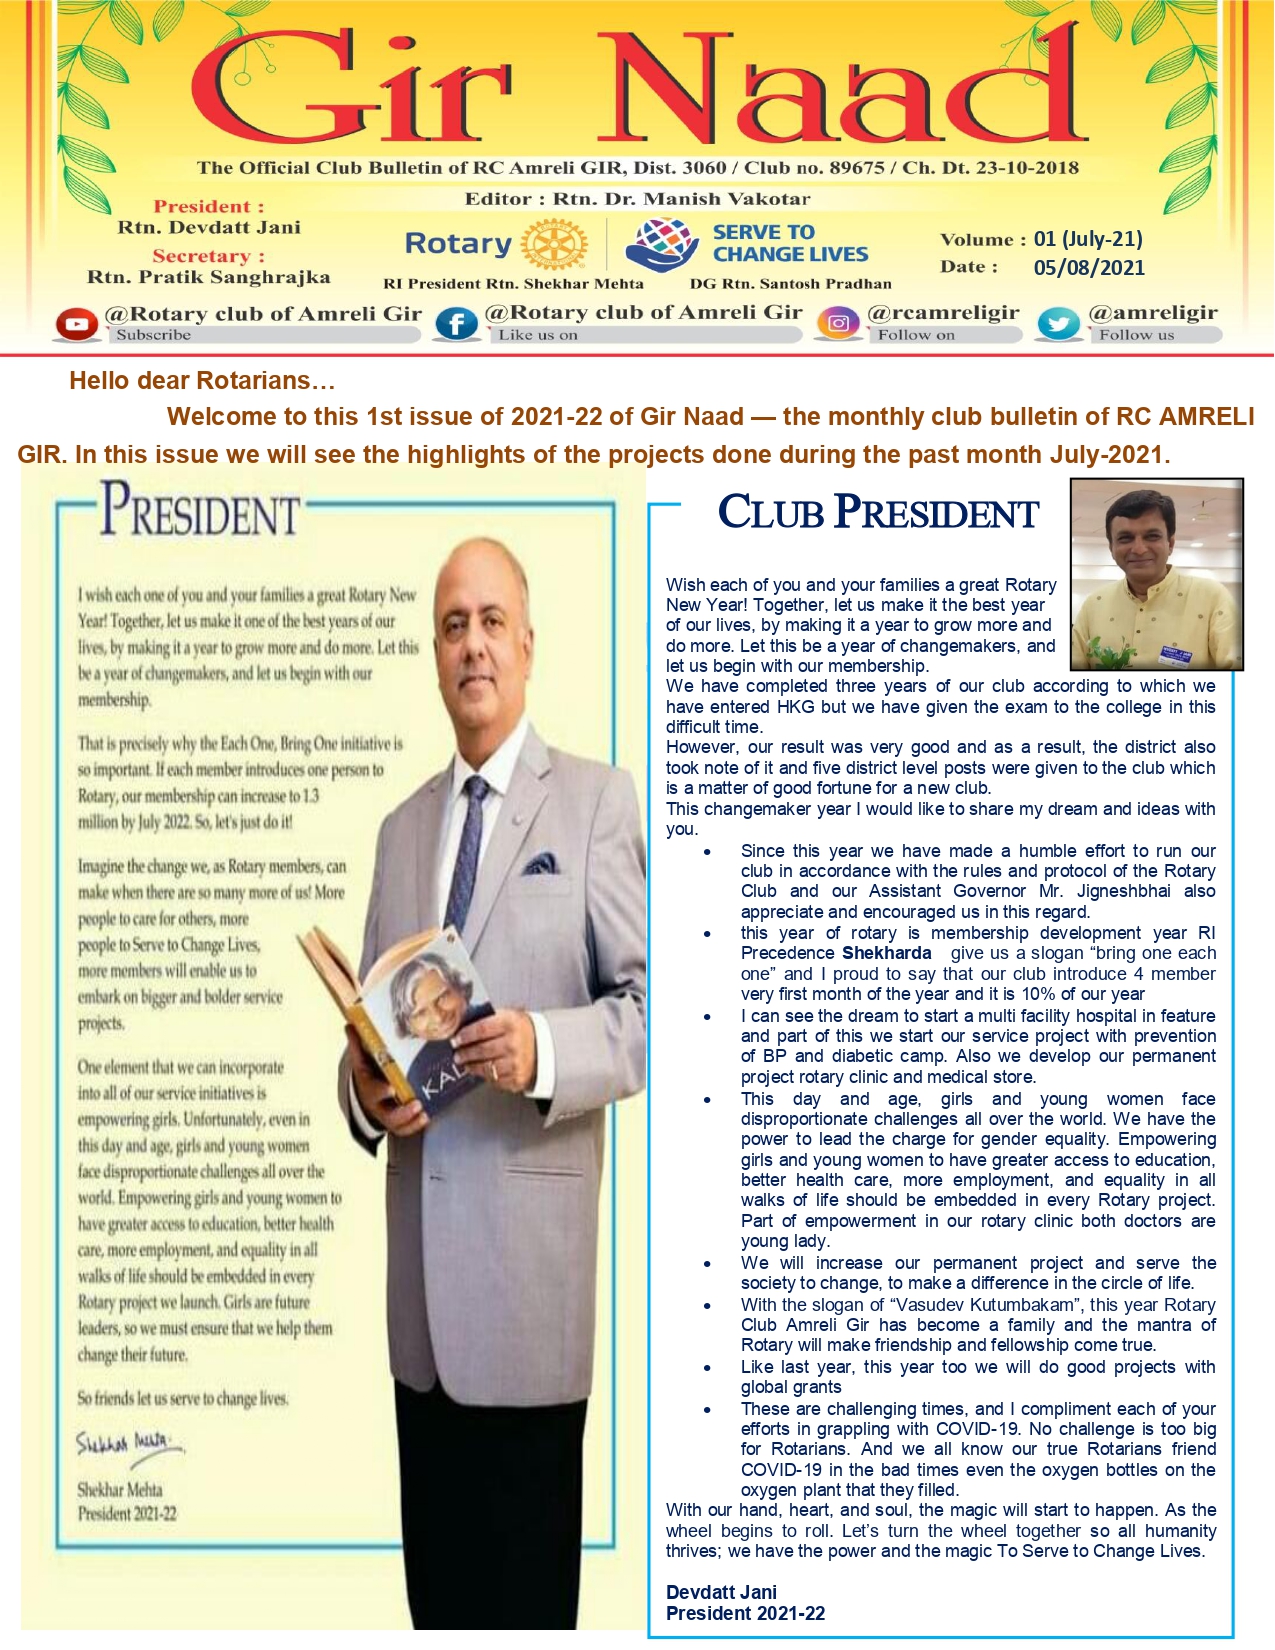 Gir Naad
The Official Club Bulletin of RC Amreli GIR, Dist. 3060 / Club no. 89675 / Ch. Dt. 23-10-2018
Editor : Rtn. Dr. Manish Vakotar
President :
Rtn. Devdatt Jani
Secretary :
Rtn. Pratik Sanghrajka
Rotary
SERVE TO
CHANGE LIVES
RI President Rtn. Shekhar Mehta
DG Rtn. Santosh Pradhan
Volume : 01 (July-21)
Date : 05/08/2021
@Rotary club of Amreli Gir
Subscribe
@Rotary club of Amreli Gir
Like us on
@rcamreligir
Follow on
@amreligir
Follow us
Hello dear Rotarians…
Welcome to this 1st issue of 2021-22 of Gir Naad — the monthly club bulletin of RC AMRELI
GIR. In this issue we will see the highlights of the projects done during the past month July-2021.
PRESIDENT
I wish each one of you and your families a great Rotary New
Year! Together, let us make it one of the best years of our
lives, by making it a year to grow more and do more. Let this
be a year of changemakers, and let us begin with our
membership.
That is precisely why the Each One, Bring One initiative is
so important. If each member introduces one person to
Rotary, our membership can increase to 1.3
million by July 2022. So, let's just do it!
Imagine the change we, as Rotary members, can
make when there are so many more of us! More
people to care for others, more
people to Serve to Change Lives,
more members will enable us to
embark on bigger and bolder service
projects.
One element that we can incorporate
into all of our service initiatives is
empowering girls. Unfortunately, even in
this day and age, girls and young women
face disproportionate challenges all over the
world. Empowering girls and young women to
have greater access to education, better health
care, more employment, and equality in all
walks of life should be embedded in every
Rotary project we launch. Girls are future
leaders, so we must ensure that we help them
change their future.
So friends let us serve to change lives.
Shekhar Mehta
Shekhar Mehta
President 2021-22
CLUB PRESIDENT
Wish each of you and your families a great Rotary
New Year! Together, let us make it the best year
of our lives, by making it a year to grow more and
do more. Let this be a year of changemakers, and
let us begin with our membership.
We have completed three years of our club according to which we
have entered HKG but we have given the exam to the college in this
difficult time.
However, our result was very good and as a result, the district also
took note of it and five district level posts were given to the club which
is a matter of good fortune for a new club.
This changemaker year I would like to share my dream and ideas with
you.
• Since this year we have made a humble effort to run our
club in accordance with the rules and protocol of the Rotary
Club and our Assistant Governor Mr. Jigneshbhai also
appreciate and encouraged us in this regard.
• this year of rotary is membership development year RI
Precedence Shekharda give us a slogan “bring one each
one” and I proud to say that our club introduce 4 member
very first month of the year and it is 10% of our year
• I can see the dream to start a multi facility hospital in feature
and part of this we start our service project with prevention
of BP and diabetic camp. Also we develop our permanent
project rotary clinic and medical store.
• This day and age, girls and young women face
disproportionate challenges all over the world. We have the
power to lead the charge for gender equality. Empowering
girls and young women to have greater access to education,
better health care, more employment, and equality in all
walks of life should be embedded in every Rotary project.
Part of empowerment in our rotary clinic both doctors are
young lady.
• We will increase our permanent project and serve the
society to change, to make a difference in the circle of life.
• With the slogan of “Vasudev Kutumbakam”, this year Rotary
Club Amreli Gir has become a family and the mantra of
Rotary will make friendship and fellowship come true.
• Like last year, this year too we will do good projects with
global grants
• These are challenging times, and I compliment each of your
efforts in grappling with COVID-19. No challenge is too big
for Rotarians. And we all know our true Rotarians friend
COVID-19 in the bad times even the oxygen bottles on the
oxygen plant that they filled.
With our hand, heart, and soul, the magic will start to happen. As the
wheel begins to roll. Let’s turn the wheel together so all humanity
thrives; we have the power and the magic To Serve to Change Lives.
Devdatt Jani
President 2021-22